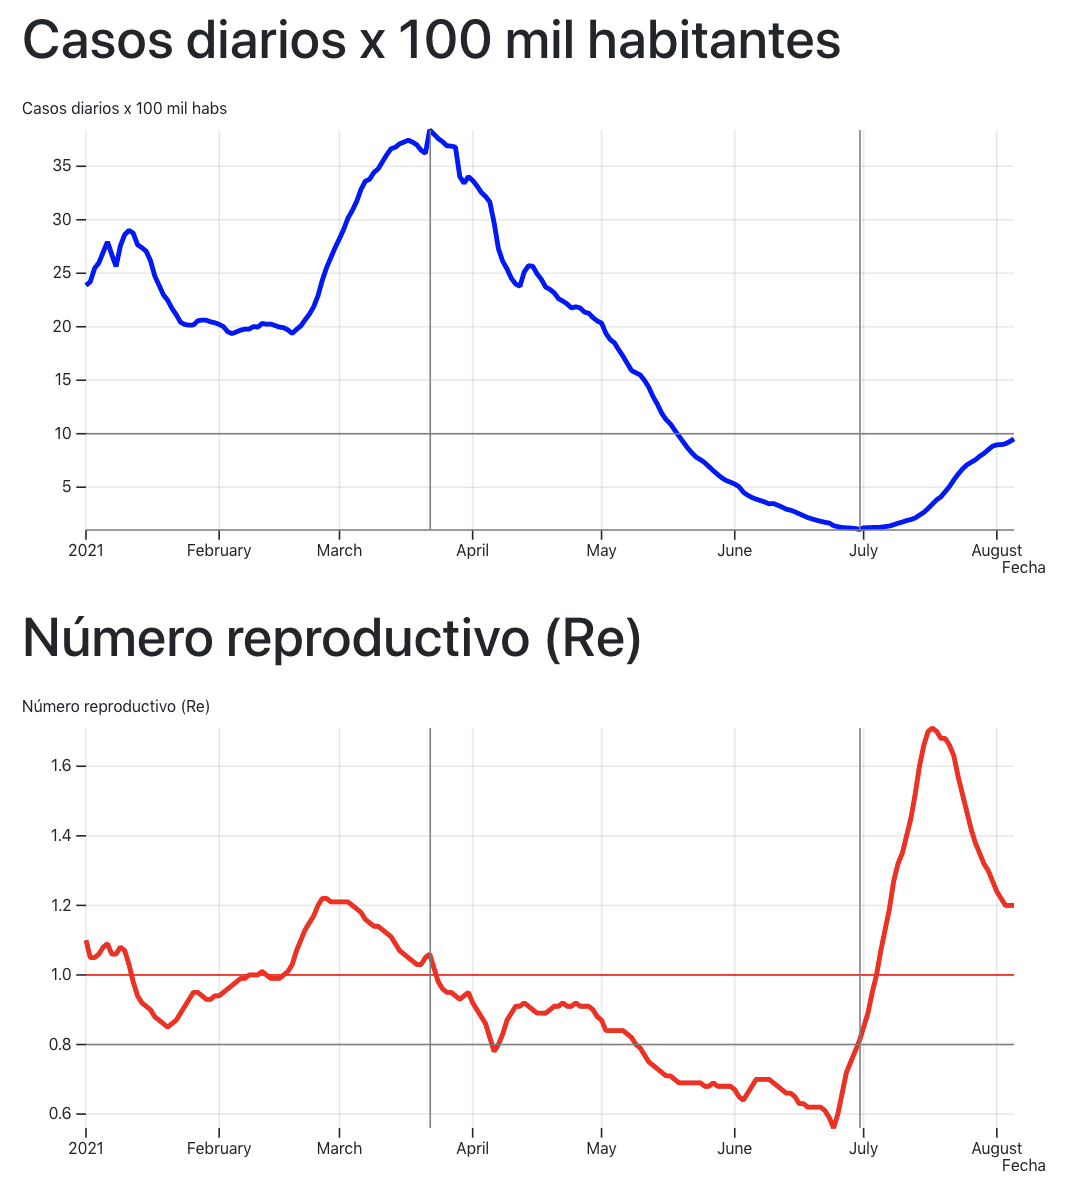 Casos diarios x 100 mil habitantes
Casos diarios x 100 mil habs
35
30
25
20
15
10
5
2021 February March April May June July August
Fecha
Número reproductivo (Re)
Número reproductivo (Re)
1.6
1.4
1.2
1.0
0.8
0.6
2021 February March April May June July August
Fecha